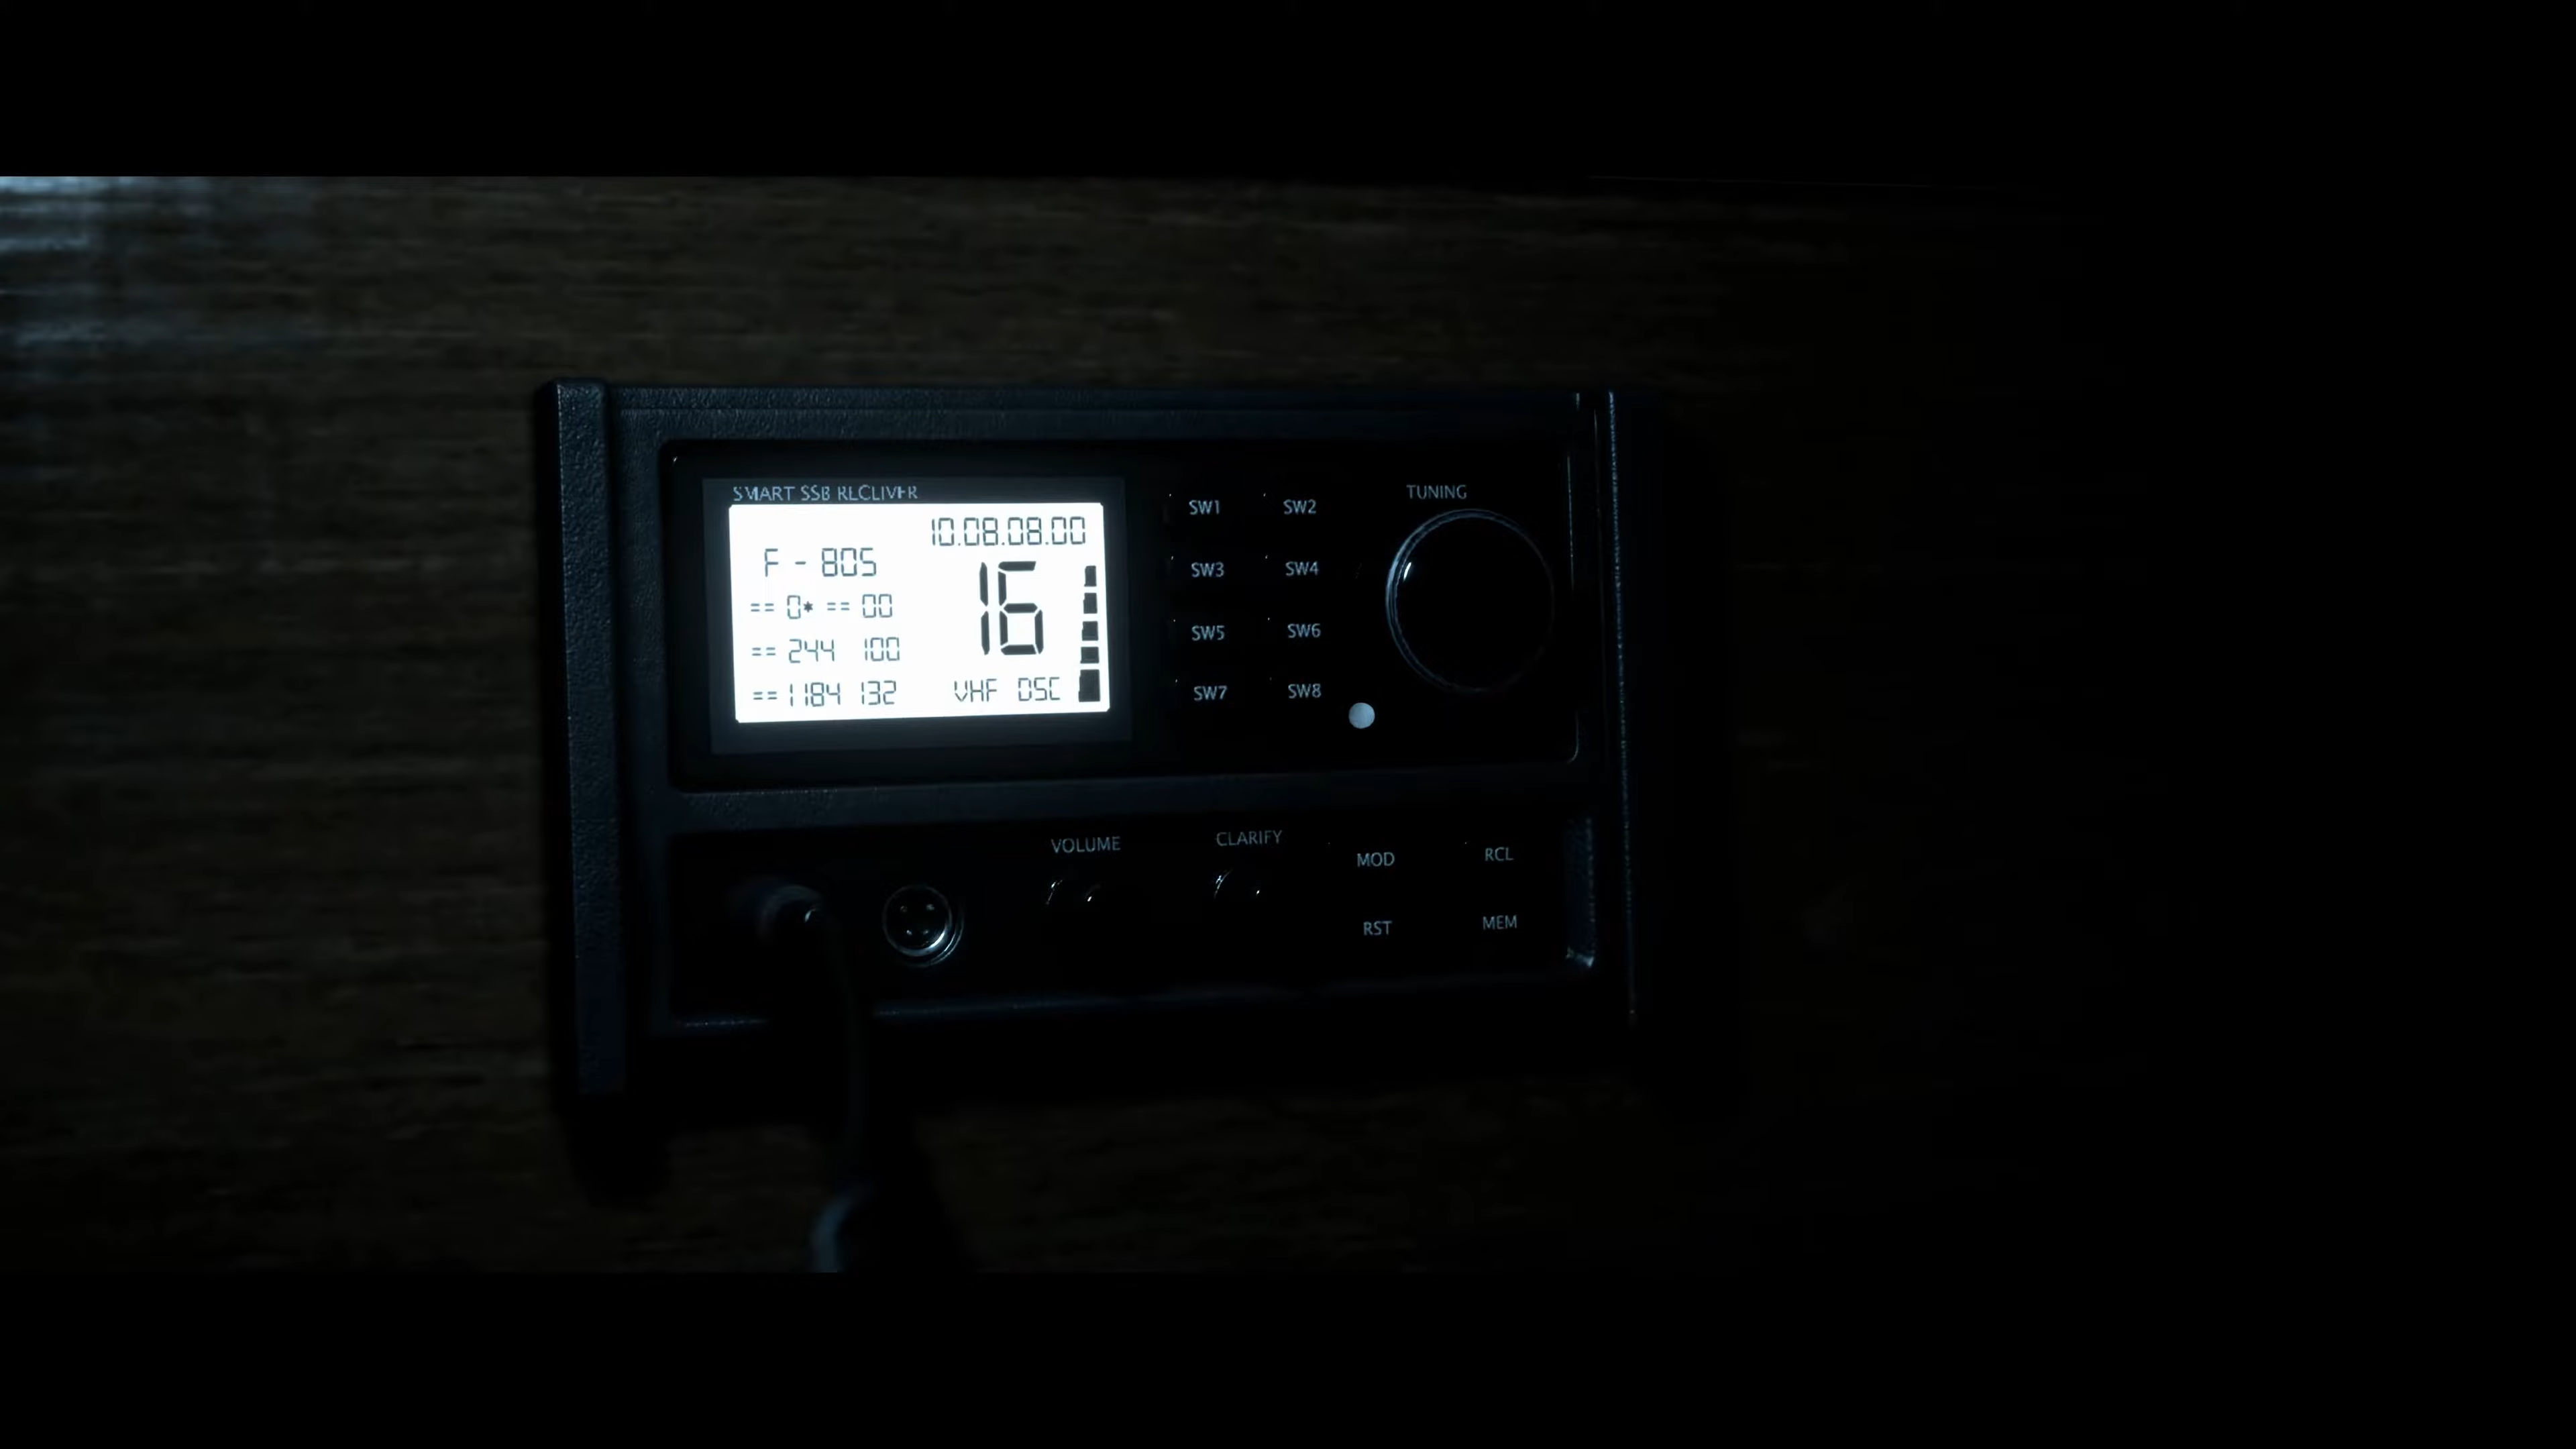 SMART SSB RECEIVER
10.08.08.00
F - 805
== 0* == 00
16
== 244 100
== 1184 132
VHF DSC
SW1 SW2
SW3 SW4
SW5 SW6
SW7 SW8
TUNING
VOLUME
CLARIFY
MOD
RCL
RST
MEM